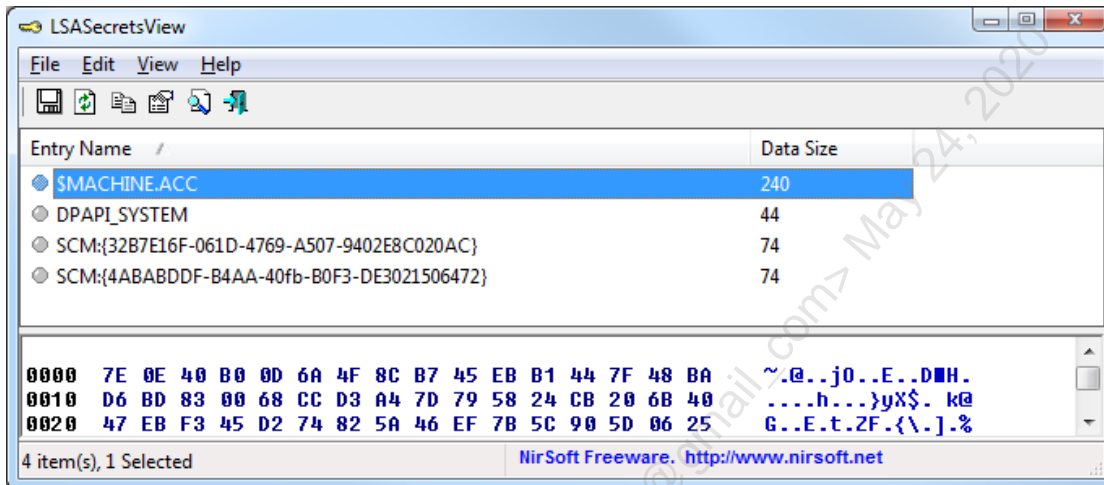 LSASecretsView
File Edit View Help
Entry Name Data Size
$MACHINE.ACC 240
DPAPI_SYSTEM 44
SCM:{32B7E16F-061D-4769-A507-9402E8C020AC} 74
SCM:{4ABABDDF-B4AA-40fb-B0F3-DE3021506472} 74
0000 7E 0E 40 B0 0D 6A 4F 8C B7 45 EB B1 44 7F 48 BA ~.@..jO..E..D■H.
0010 D6 BD 83 00 68 CC D3 A4 7D 79 58 24 CB 20 6B 40 ....h...}yX$. k@
0020 47 EB F3 45 D2 74 82 5A 46 EF 7B 5C 90 5D 06 25 G..E.t.ZF.{\.].%
4 item(s), 1 Selected NirSoft Freeware. http://www.nirsoft.net
@gmail_com> May 24, 2020